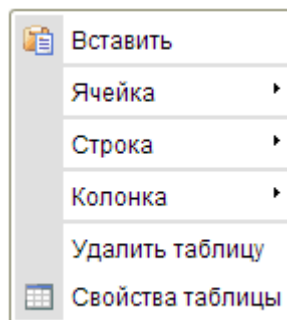 Вставить
Ячейка
Строка
Колонка
Удалить таблицу
Свойства таблицы